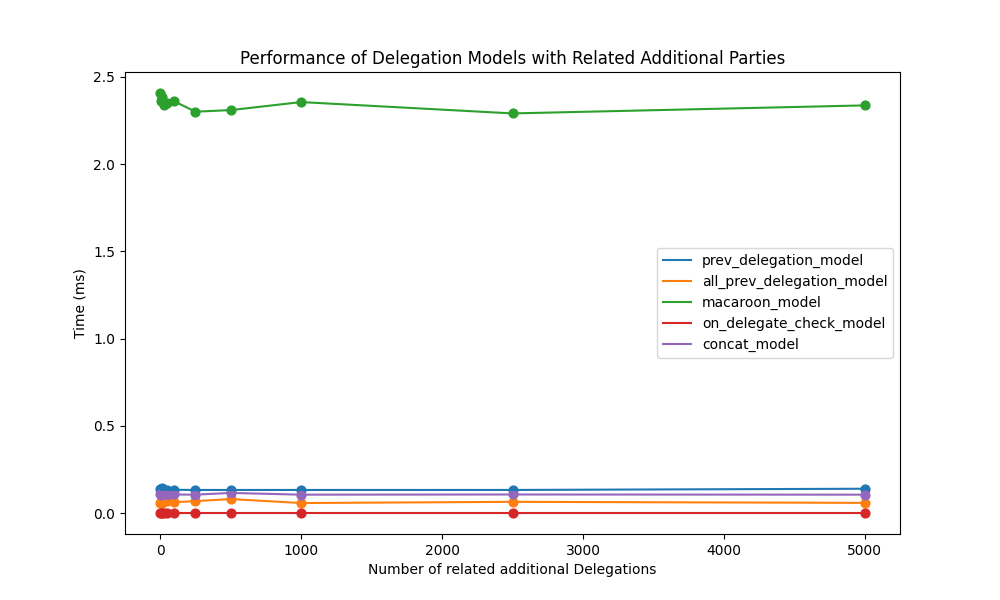 Performance of Delegation Models with Related Additional Parties
2.5
2.0
1.5
1.0
0.5
0.0
Time (ms)
prev_delegation_model
all_prev_delegation_model
macaroon_model
on_delegate_check_model
concat_model
0 1000 2000 3000 4000 5000
Number of related additional Delegations